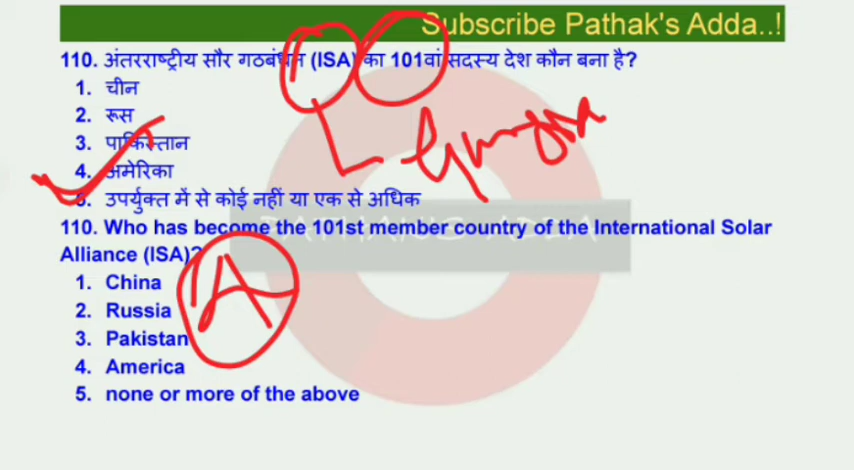 Subscribe Pathak's Adda..!
110. अंतरराष्ट्रीय सौर गठबंधन (ISA) का 101वां सदस्य देश कौन बना है?
1. चीन
2. रूस
3. पाकिस्तान
4. अमेरिका
5. उपर्युक्त में से कोई नहीं या एक से अधिक
110. Who has become the 101st member country of the International Solar
Alliance (ISA)?
1. China
2. Russia
3. Pakistan
4. America
5. none or more of the above
PATHAK'S ADDA
A